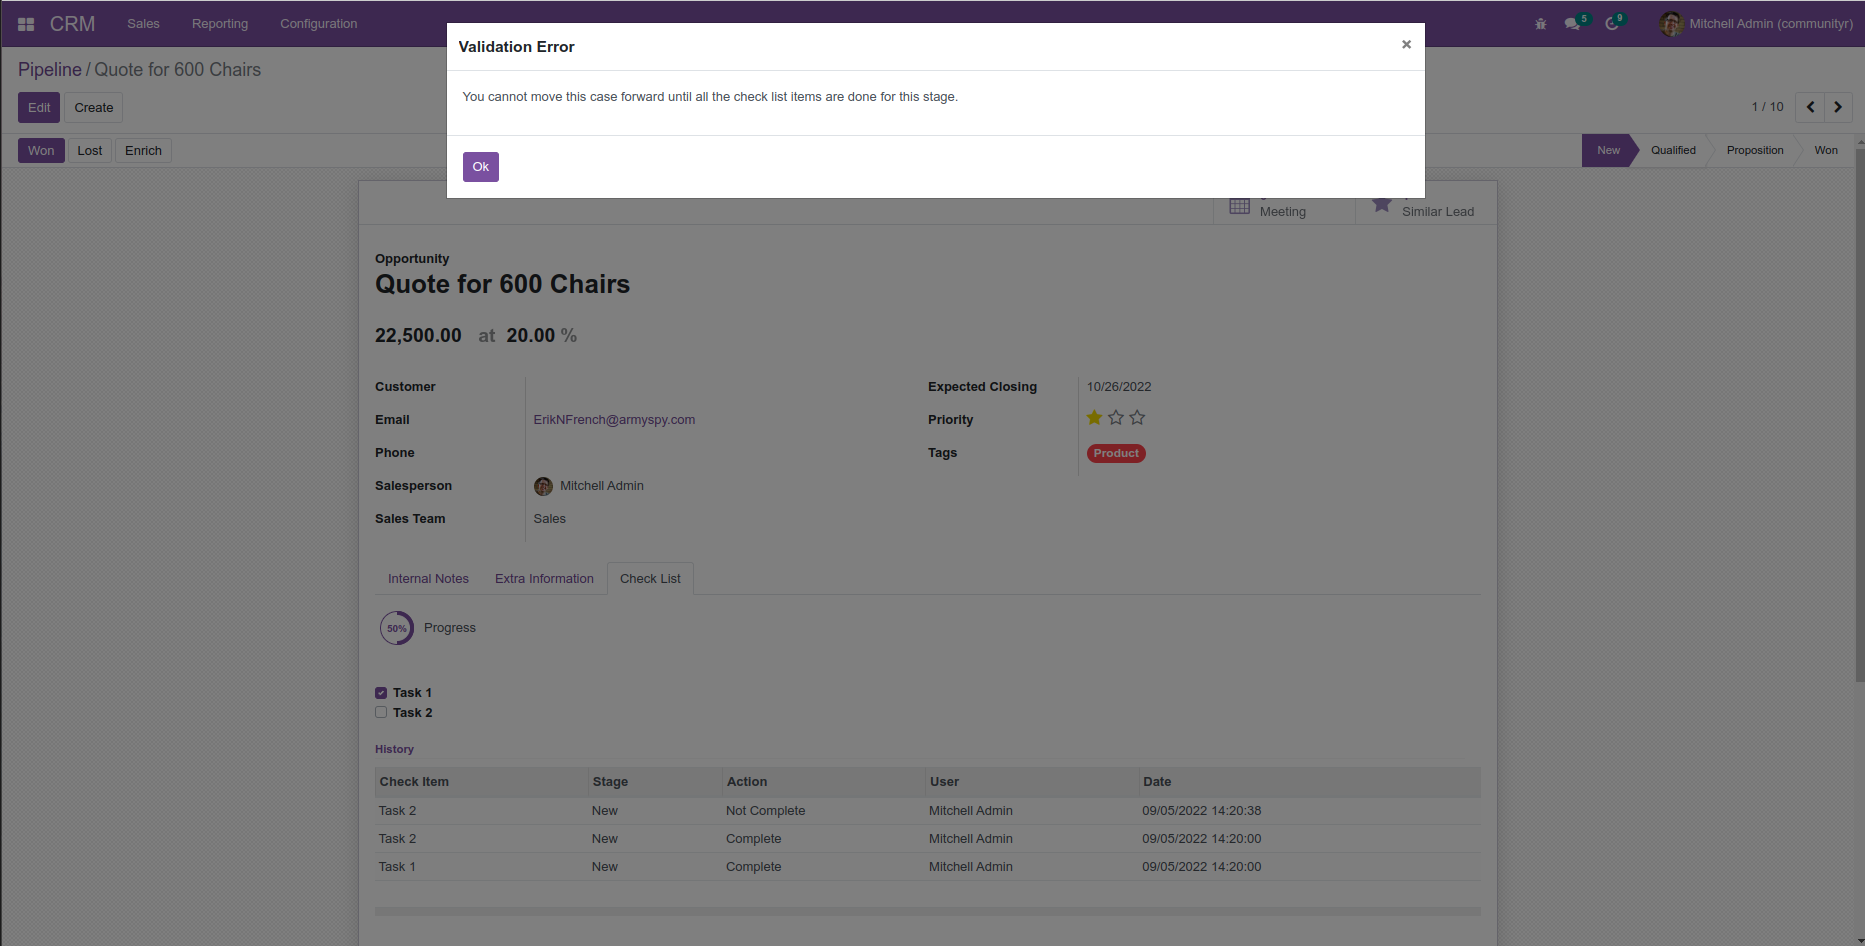 CRM Sales Reporting Configuration 5 9 Mitchell Admin (communityr)
Validation Error ×
You cannot move this case forward until all the check list items are done for this stage.
Ok
Pipeline / Quote for 600 Chairs
Edit Create 1 / 10
Won Lost Enrich New Qualified Proposition Won
Meeting Similar Lead
Opportunity
Quote for 600 Chairs
22,500.00 at 20.00 %
Customer Expected Closing 10/26/2022
Email ErikNFrench@armyspy.com Priority
Phone Tags Product
Salesperson Mitchell Admin
Sales Team Sales
Internal Notes Extra Information Check List
50% Progress
Task 1
Task 2
History
Check Item Stage Action User Date
Task 2 New Not Complete Mitchell Admin 09/05/2022 14:20:38
Task 2 New Complete Mitchell Admin 09/05/2022 14:20:00
Task 1 New Complete Mitchell Admin 09/05/2022 14:20:00